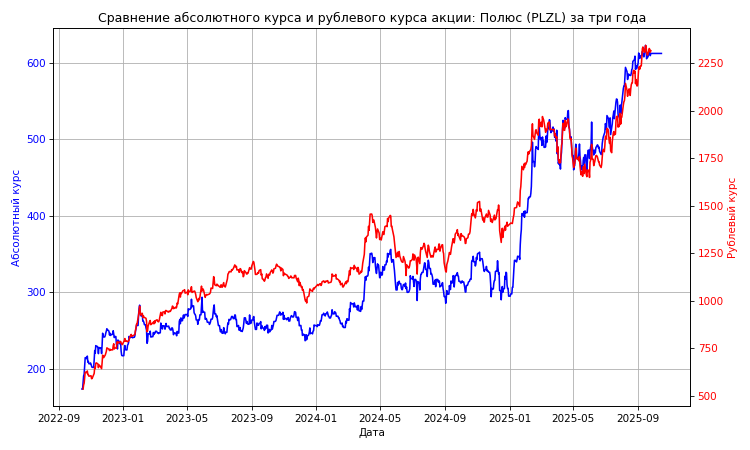 Сравнение абсолютного курса и рублевого курса акции: Полюс (PLZL) за три года
Абсолютный курс
600
500
400
300
200
2250
2000
1750
1500
1250
1000
750
500
Рублевый курс
2022-09 2023-01 2023-05 2023-09 2024-01 2024-05 2024-09 2025-01 2025-05 2025-09
Дата